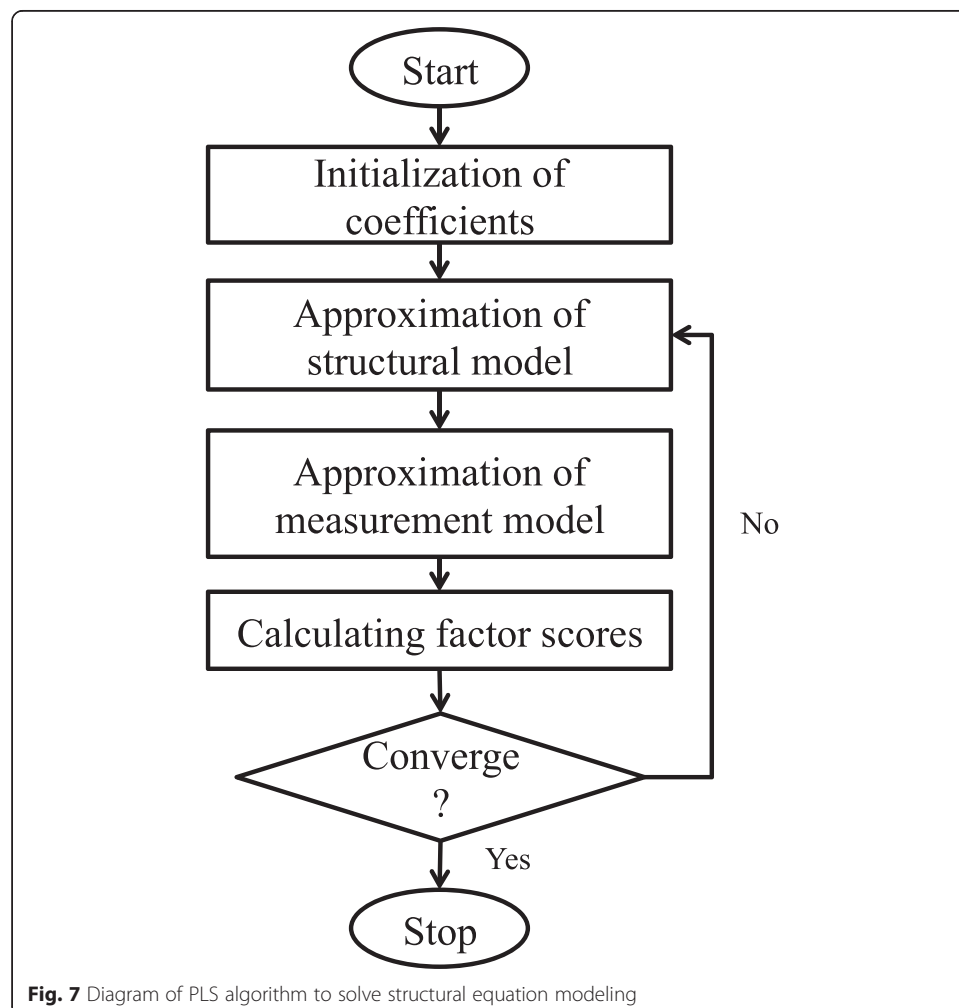 Start
Initialization of
coefficients
Approximation of
structural model
Approximation of
measurement model
No
Calculating factor scores
Converge
?
Yes
Stop
Fig. 7 Diagram of PLS algorithm to solve structural equation modeling